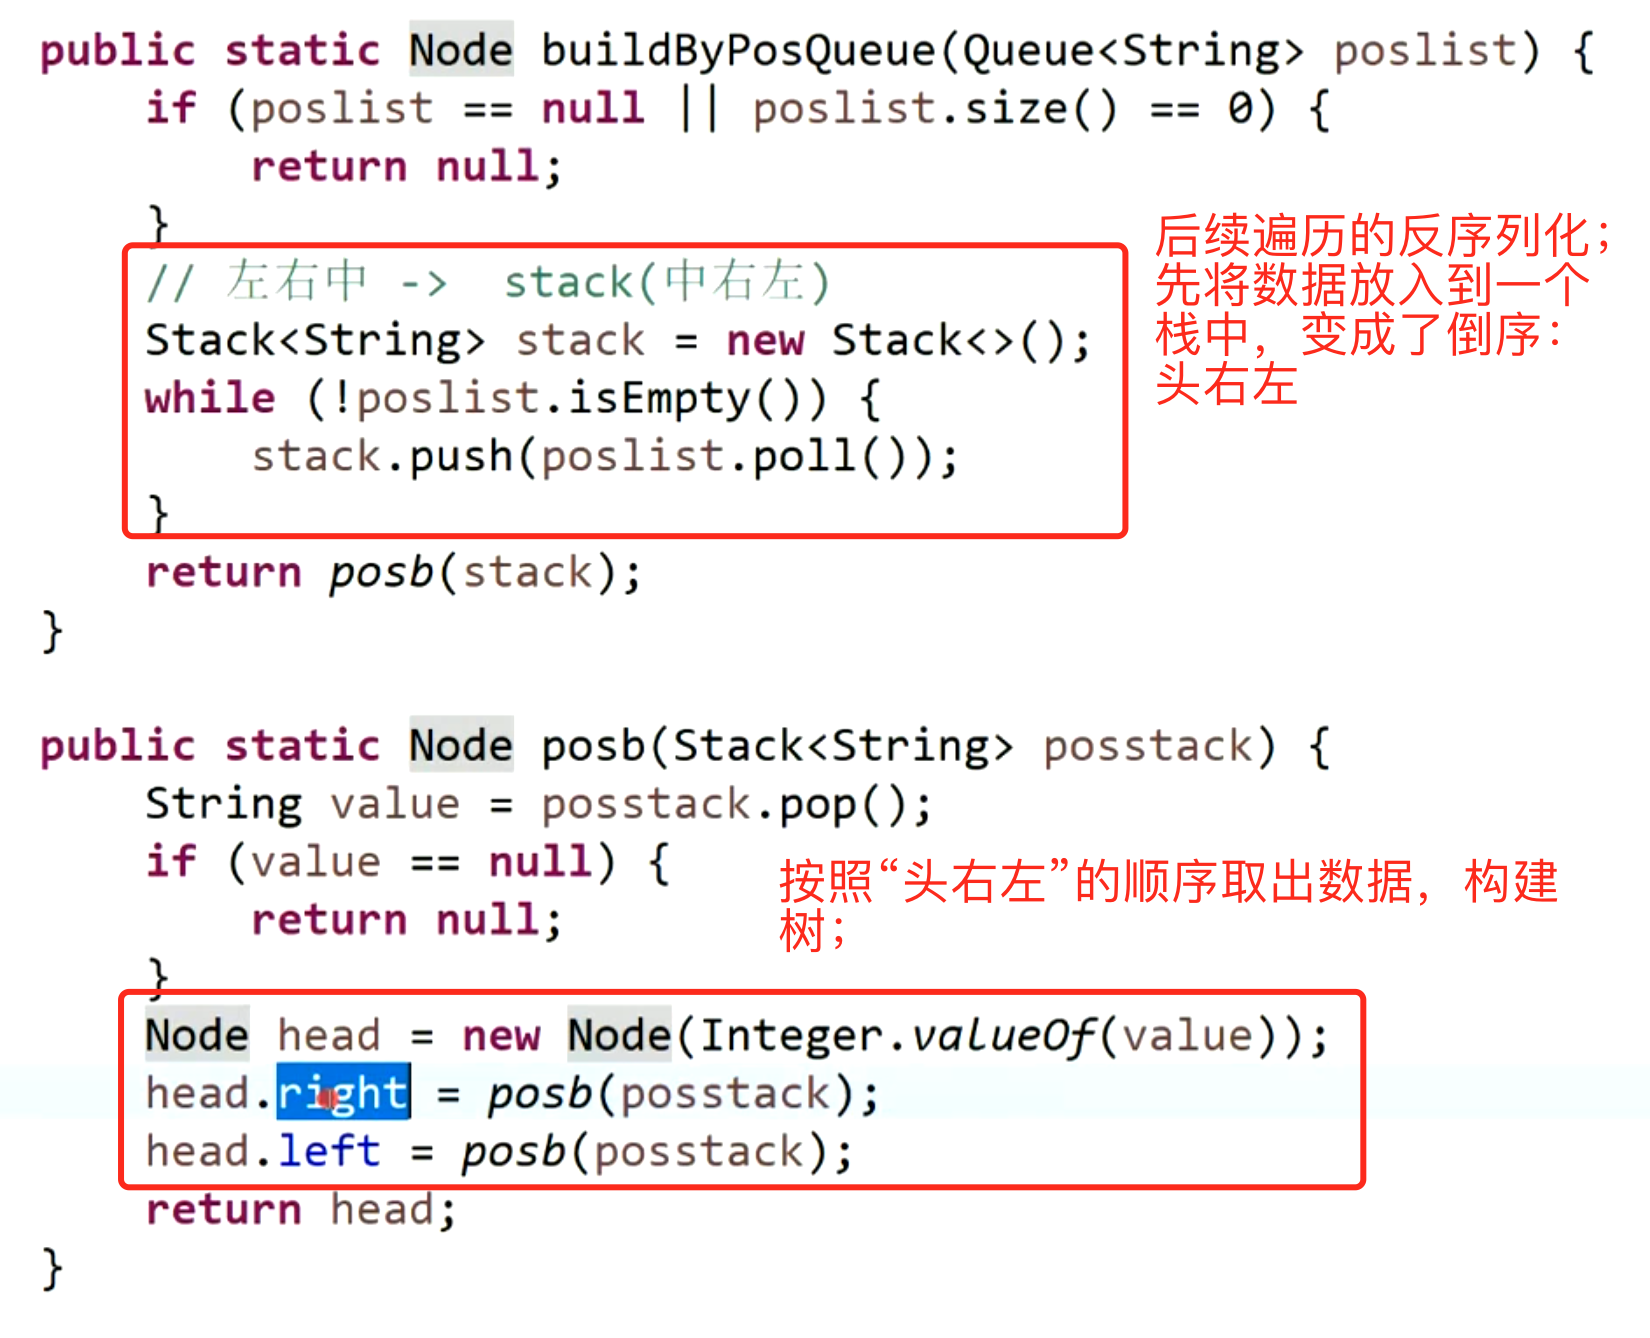 public static Node buildByPosQueue(Queue<String> poslist) {
if (poslist == null || poslist.size() == 0) {
return null;
}
// 左右中 -> stack(中右左)
Stack<String> stack = new Stack<>();
while (!poslist.isEmpty()) {
stack.push(poslist.poll());
}
return posb(stack);
}
后续遍历的反序列化；
先将数据放入到一个
栈中，变成了倒序：
头右左
public static Node posb(Stack<String> posstack) {
String value = posstack.pop();
if (value == null) {
return null;
}
按照“头右左”的顺序取出数据，构建
树；
Node head = new Node(Integer.valueOf(value));
head.right = posb(posstack);
head.left = posb(posstack);
return head;
}